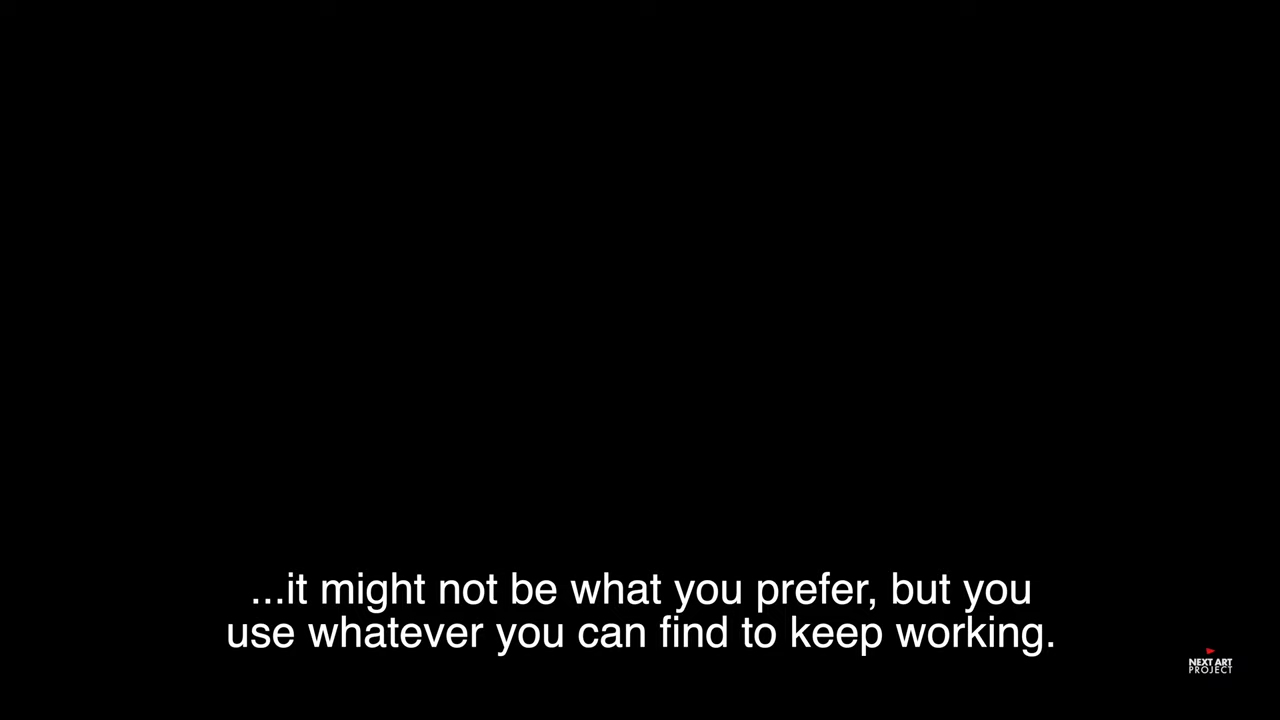 ...it might not be what you prefer, but you
use whatever you can find to keep working.
NEXT ART
PROJECT